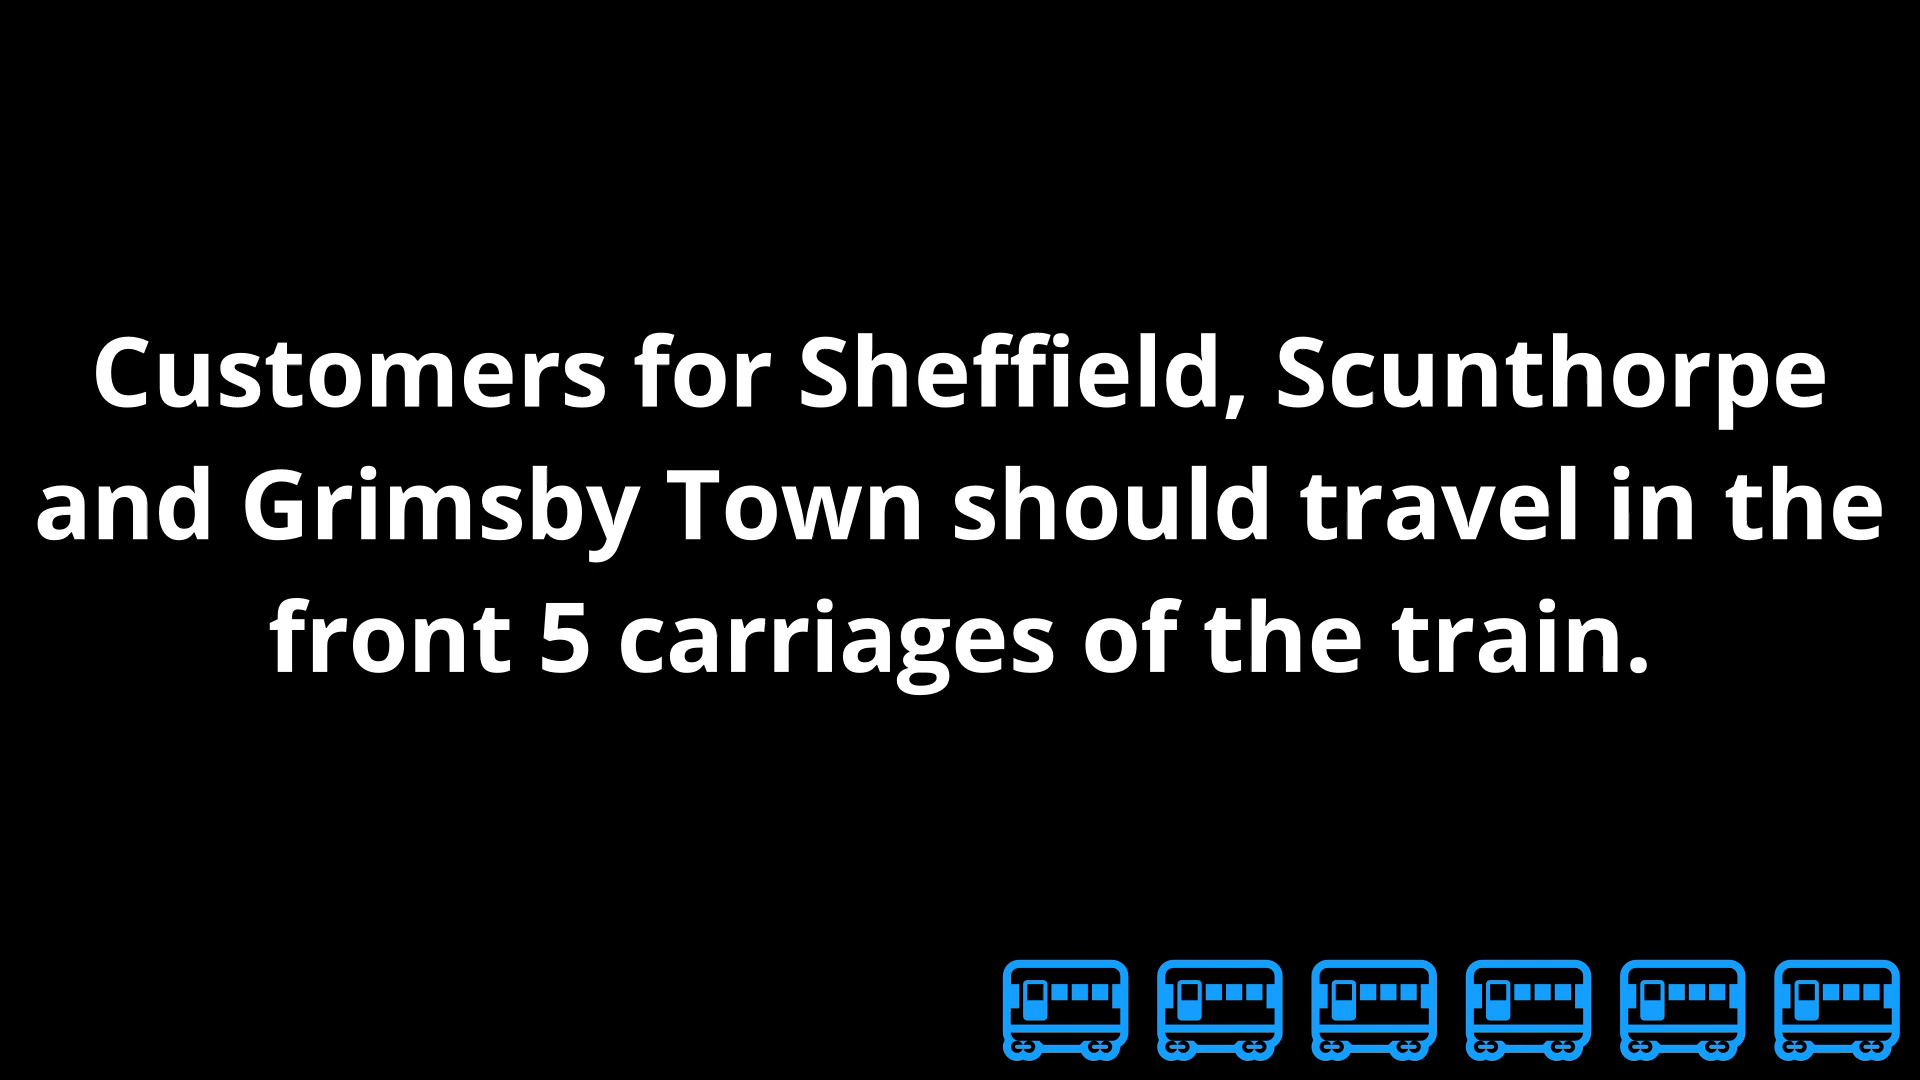 Customers for Sheffield, Scunthorpe
and Grimsby Town should travel in the
front 5 carriages of the train.